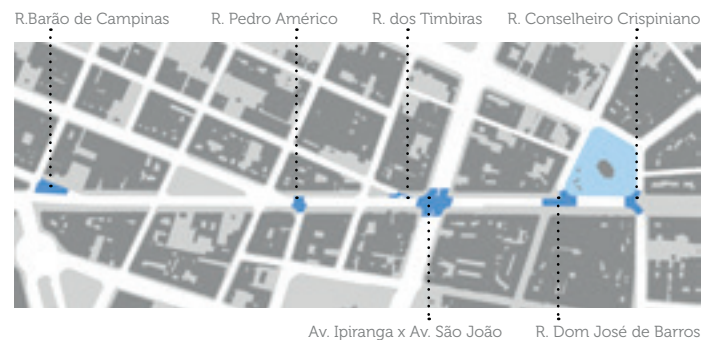 R.Barão de Campinas R. Pedro Américo R. dos Timbiras R. Conselheiro Crispiniano
Av. Ipiranga x Av. São João R. Dom José de Barros